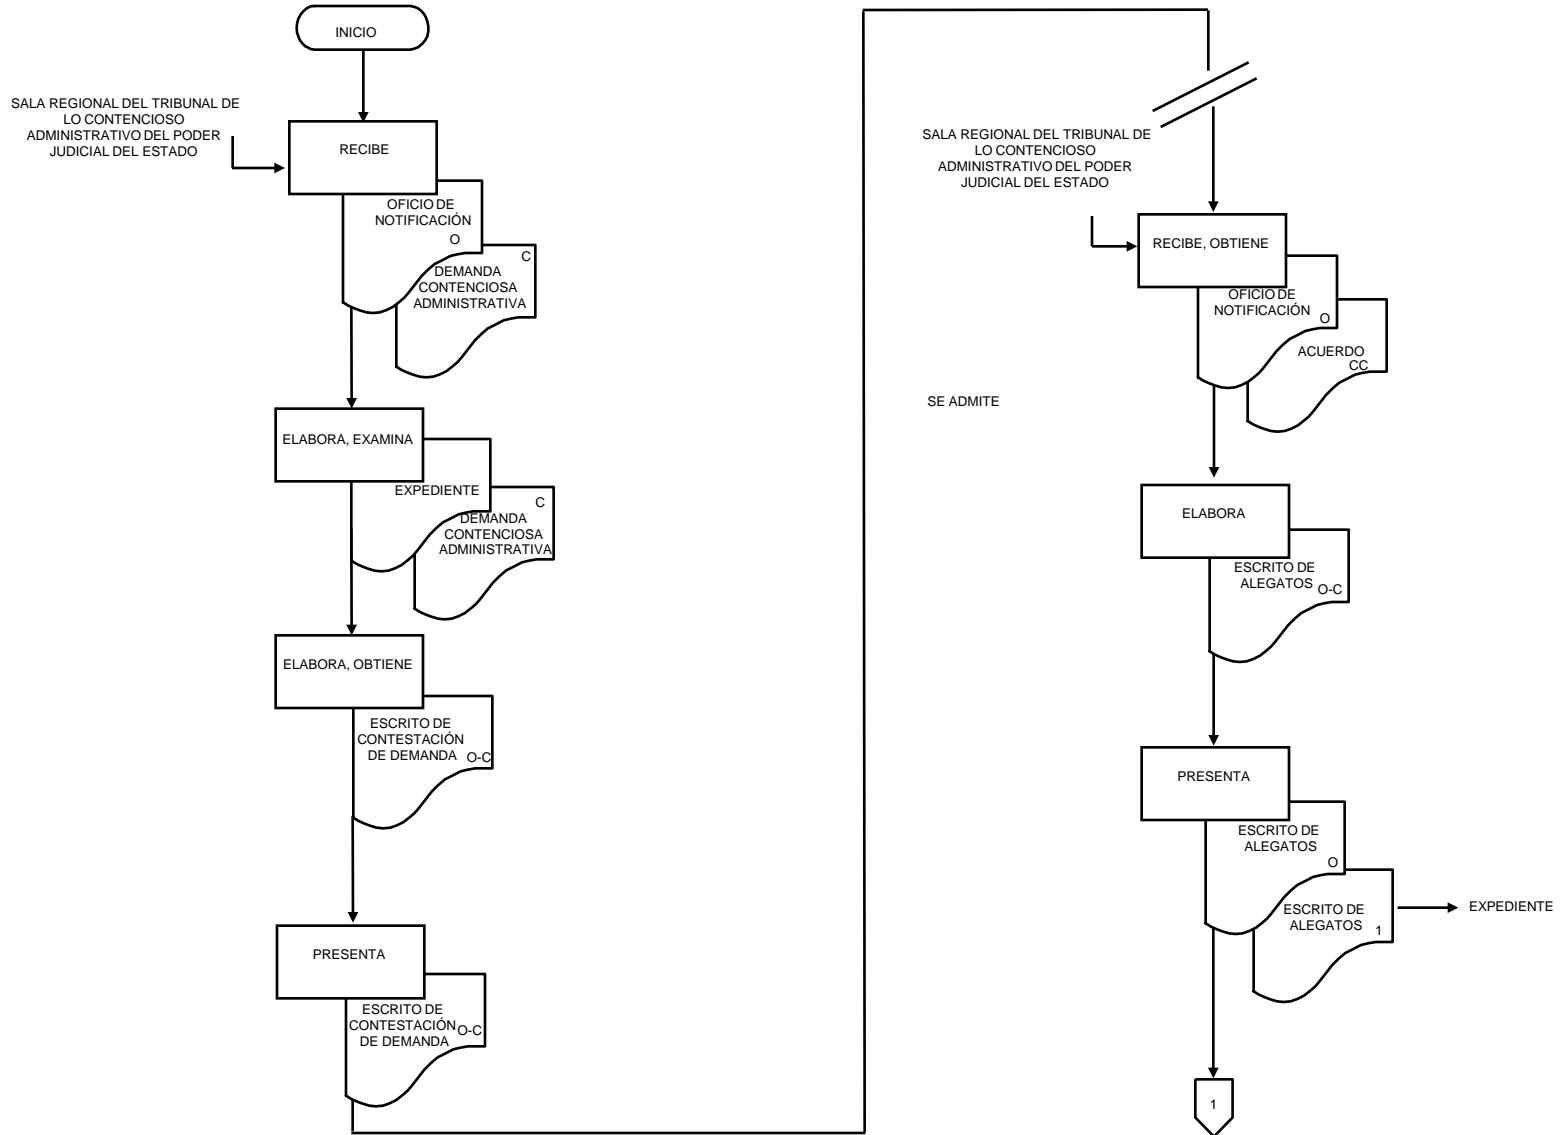 INICIO
SALA REGIONAL DEL TRIBUNAL DE
LO CONTENCIOSO
ADMINISTRATIVO DEL PODER
JUDICIAL DEL ESTADO
RECIBE
OFICIO DE
NOTIFICACIÓN
O
C
DEMANDA
CONTENCIOSA
ADMINISTRATIVA
ELABORA, EXAMINA
EXPEDIENTE
C
DEMANDA
CONTENCIOSA
ADMINISTRATIVA
ELABORA, OBTIENE
ESCRITO DE
CONTESTACIÓN
DE DEMANDA O-C
PRESENTA
ESCRITO DE
CONTESTACIÓN O-C
DE DEMANDA
SALA REGIONAL DEL TRIBUNAL DE
LO CONTENCIOSO
ADMINISTRATIVO DEL PODER
JUDICIAL DEL ESTADO
RECIBE, OBTIENE
OFICIO DE
NOTIFICACIÓN
O
ACUERDO
CC
SE ADMITE
ELABORA
ESCRITO DE
ALEGATOS O-C
PRESENTA
ESCRITO DE
ALEGATOS
O
ESCRITO DE
ALEGATOS 1
EXPEDIENTE
1